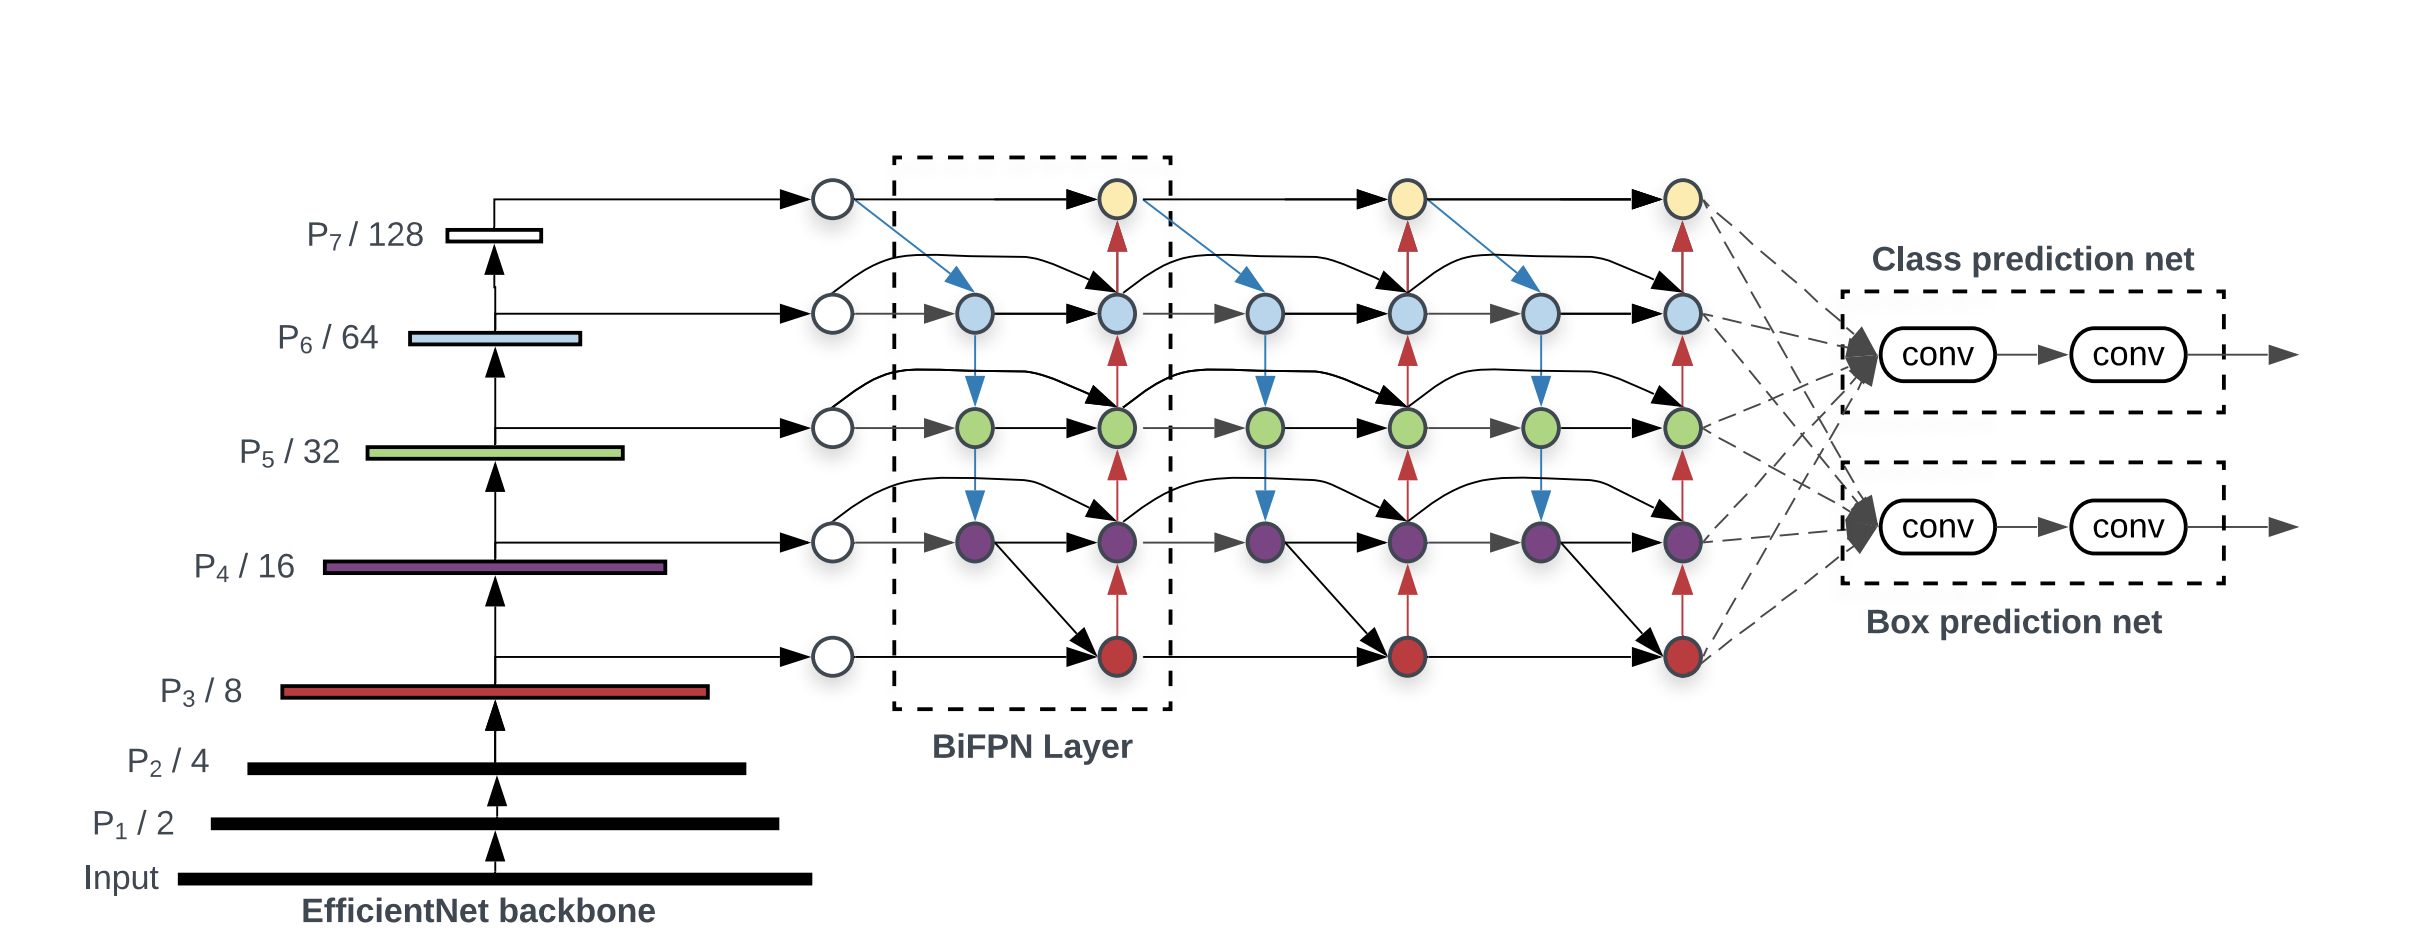 Class prediction net
P7 / 128
conv
conv
P6 / 64
P5 / 32
conv
conv
P4 / 16
Box prediction net
P3 / 8
BiFPN Layer
P2 / 4
P1 / 2
Input
EfficientNet backbone